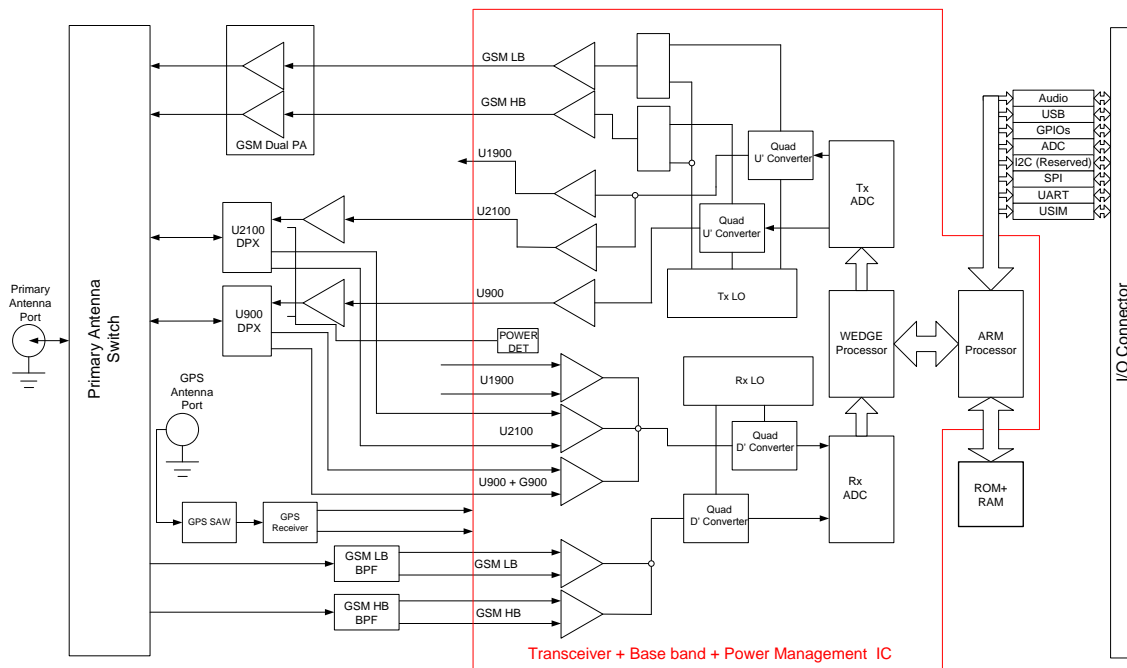 GSM LB
GSM HB
GSM Dual PA
U1900
U2100
U2100
DPX
U900
U900
DPX
POWER
DET
Primary
Antenna
Port
Primary Antenna
Switch
GPS
Antenna
Port
GPS SAW
GPS
Receiver
GSM LB
BPF
GSM HB
BPF
U1900
U2100
U900 + G900
GSM LB
GSM HB
Quad
U' Converter
Quad
U' Converter
Tx LO
Tx
ADC
WEDGE
Processor
Rx LO
Quad
D' Converter
Quad
D' Converter
Rx
ADC
ARM
Processor
ROM+
RAM
Audio
USB
GPIOs
ADC
I2C (Reserved)
SPI
UART
USIM
I/O Connector
Transceiver + Base band + Power Management IC